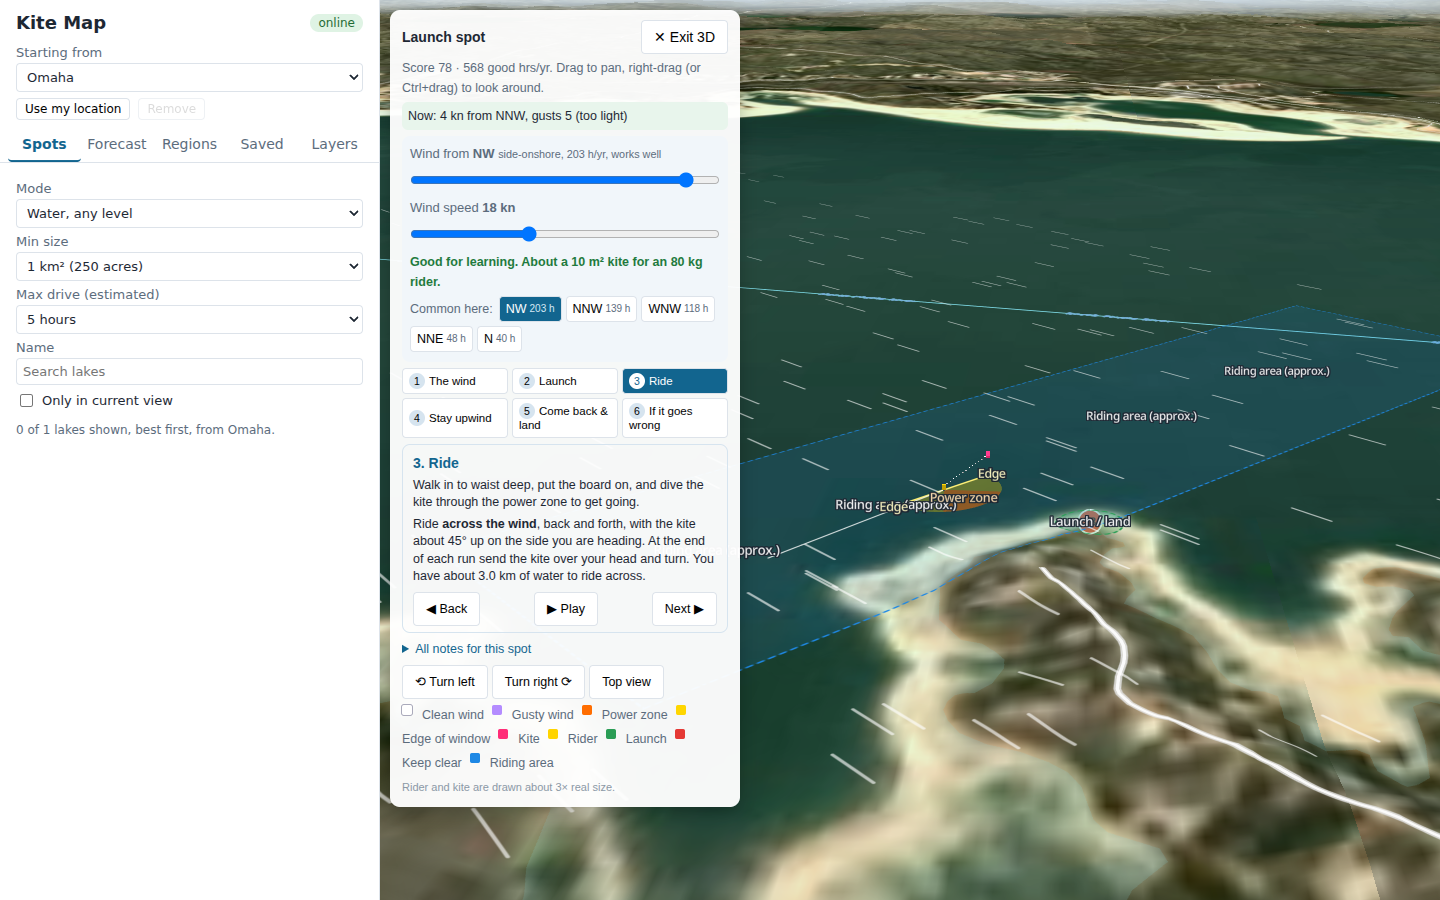 Kite Map
online
Starting from
Omaha
Use my location
Remove
Spots
Forecast
Regions
Saved
Layers
Mode
Water, any level
Min size
1 km² (250 acres)
Max drive (estimated)
5 hours
Name
Search lakes
Only in current view
0 of 1 lakes shown, best first, from Omaha.
Launch spot
✕ Exit 3D
Score 78 · 568 good hrs/yr. Drag to pan, right-drag (or
Ctrl+drag) to look around.
Now: 4 kn from NNW, gusts 5 (too light)
Wind from NW side-onshore, 203 h/yr, works well
Wind speed 18 kn
Good for learning. About a 10 m² kite for an 80 kg
rider.
Common here: NW 203 h NNW 139 h WNW 118 h
NNE 48 h N 40 h
1 The wind
2 Launch
3 Ride
4 Stay upwind
5 Come back &
land
6 If it goes
wrong
3. Ride
Walk in to waist deep, put the board on, and dive the
kite through the power zone to get going.
Ride across the wind, back and forth, with the kite
about 45° up on the side you are heading. At the end
of each run send the kite over your head and turn. You
have about 3.0 km of water to ride across.
◀ Back
▶ Play
Next ▶
▶ All notes for this spot
⟲ Turn left
Turn right ⟳
Top view
Clean wind Gusty wind Power zone
Edge of window Kite Rider Launch
Keep clear Riding area
Rider and kite are drawn about 3× real size.
Riding area (approx.)
Riding area (approx.)
Edge
Power zone
Riding a
Edge
(approx.)
Launch / land
approx.)